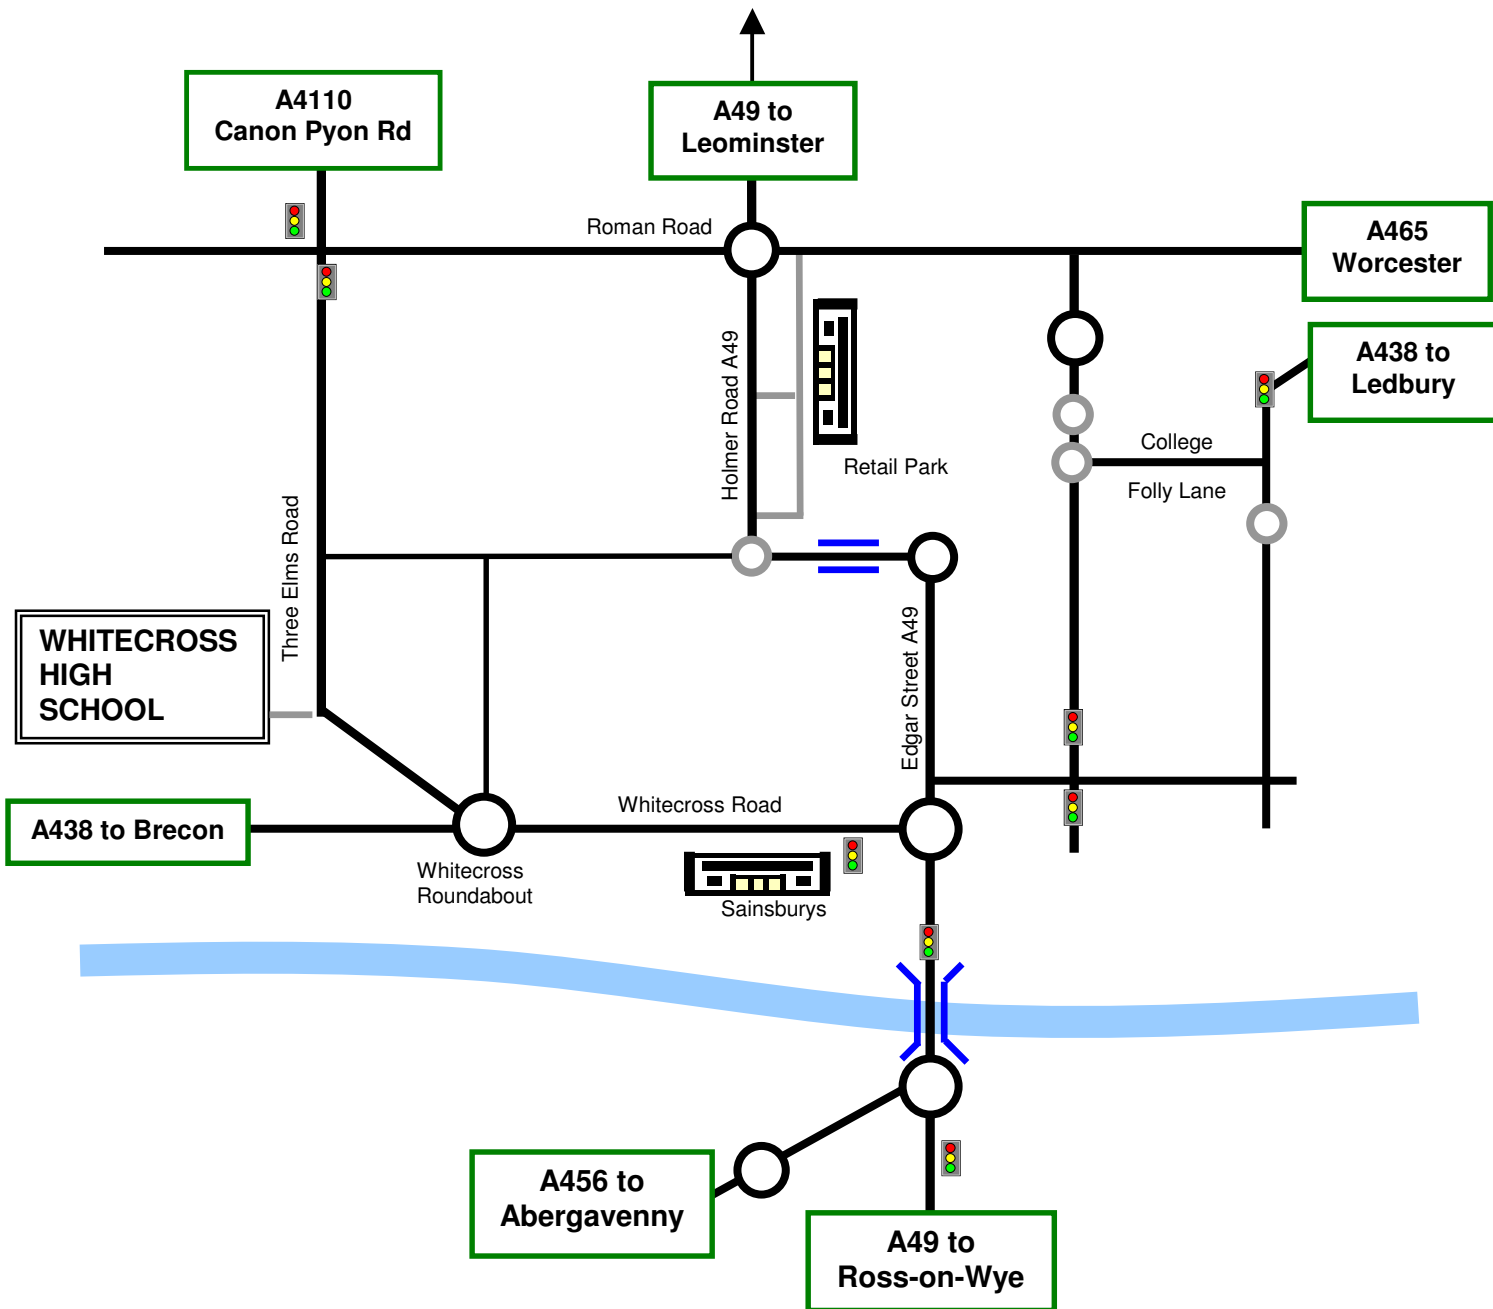 A4110
Canon Pyon Rd
A49 to
Leominster
Roman Road
A465
Worcester
A438 to
Ledbury
Holmer Road A49
College
Retail Park
Folly Lane
Three Elms Road
WHITECROSS
HIGH
SCHOOL
Edgar Street A49
Whitecross Road
A438 to Brecon
Whitecross
Roundabout
Sainsburys
A456 to
Abergavenny
A49 to
Ross-on-Wye